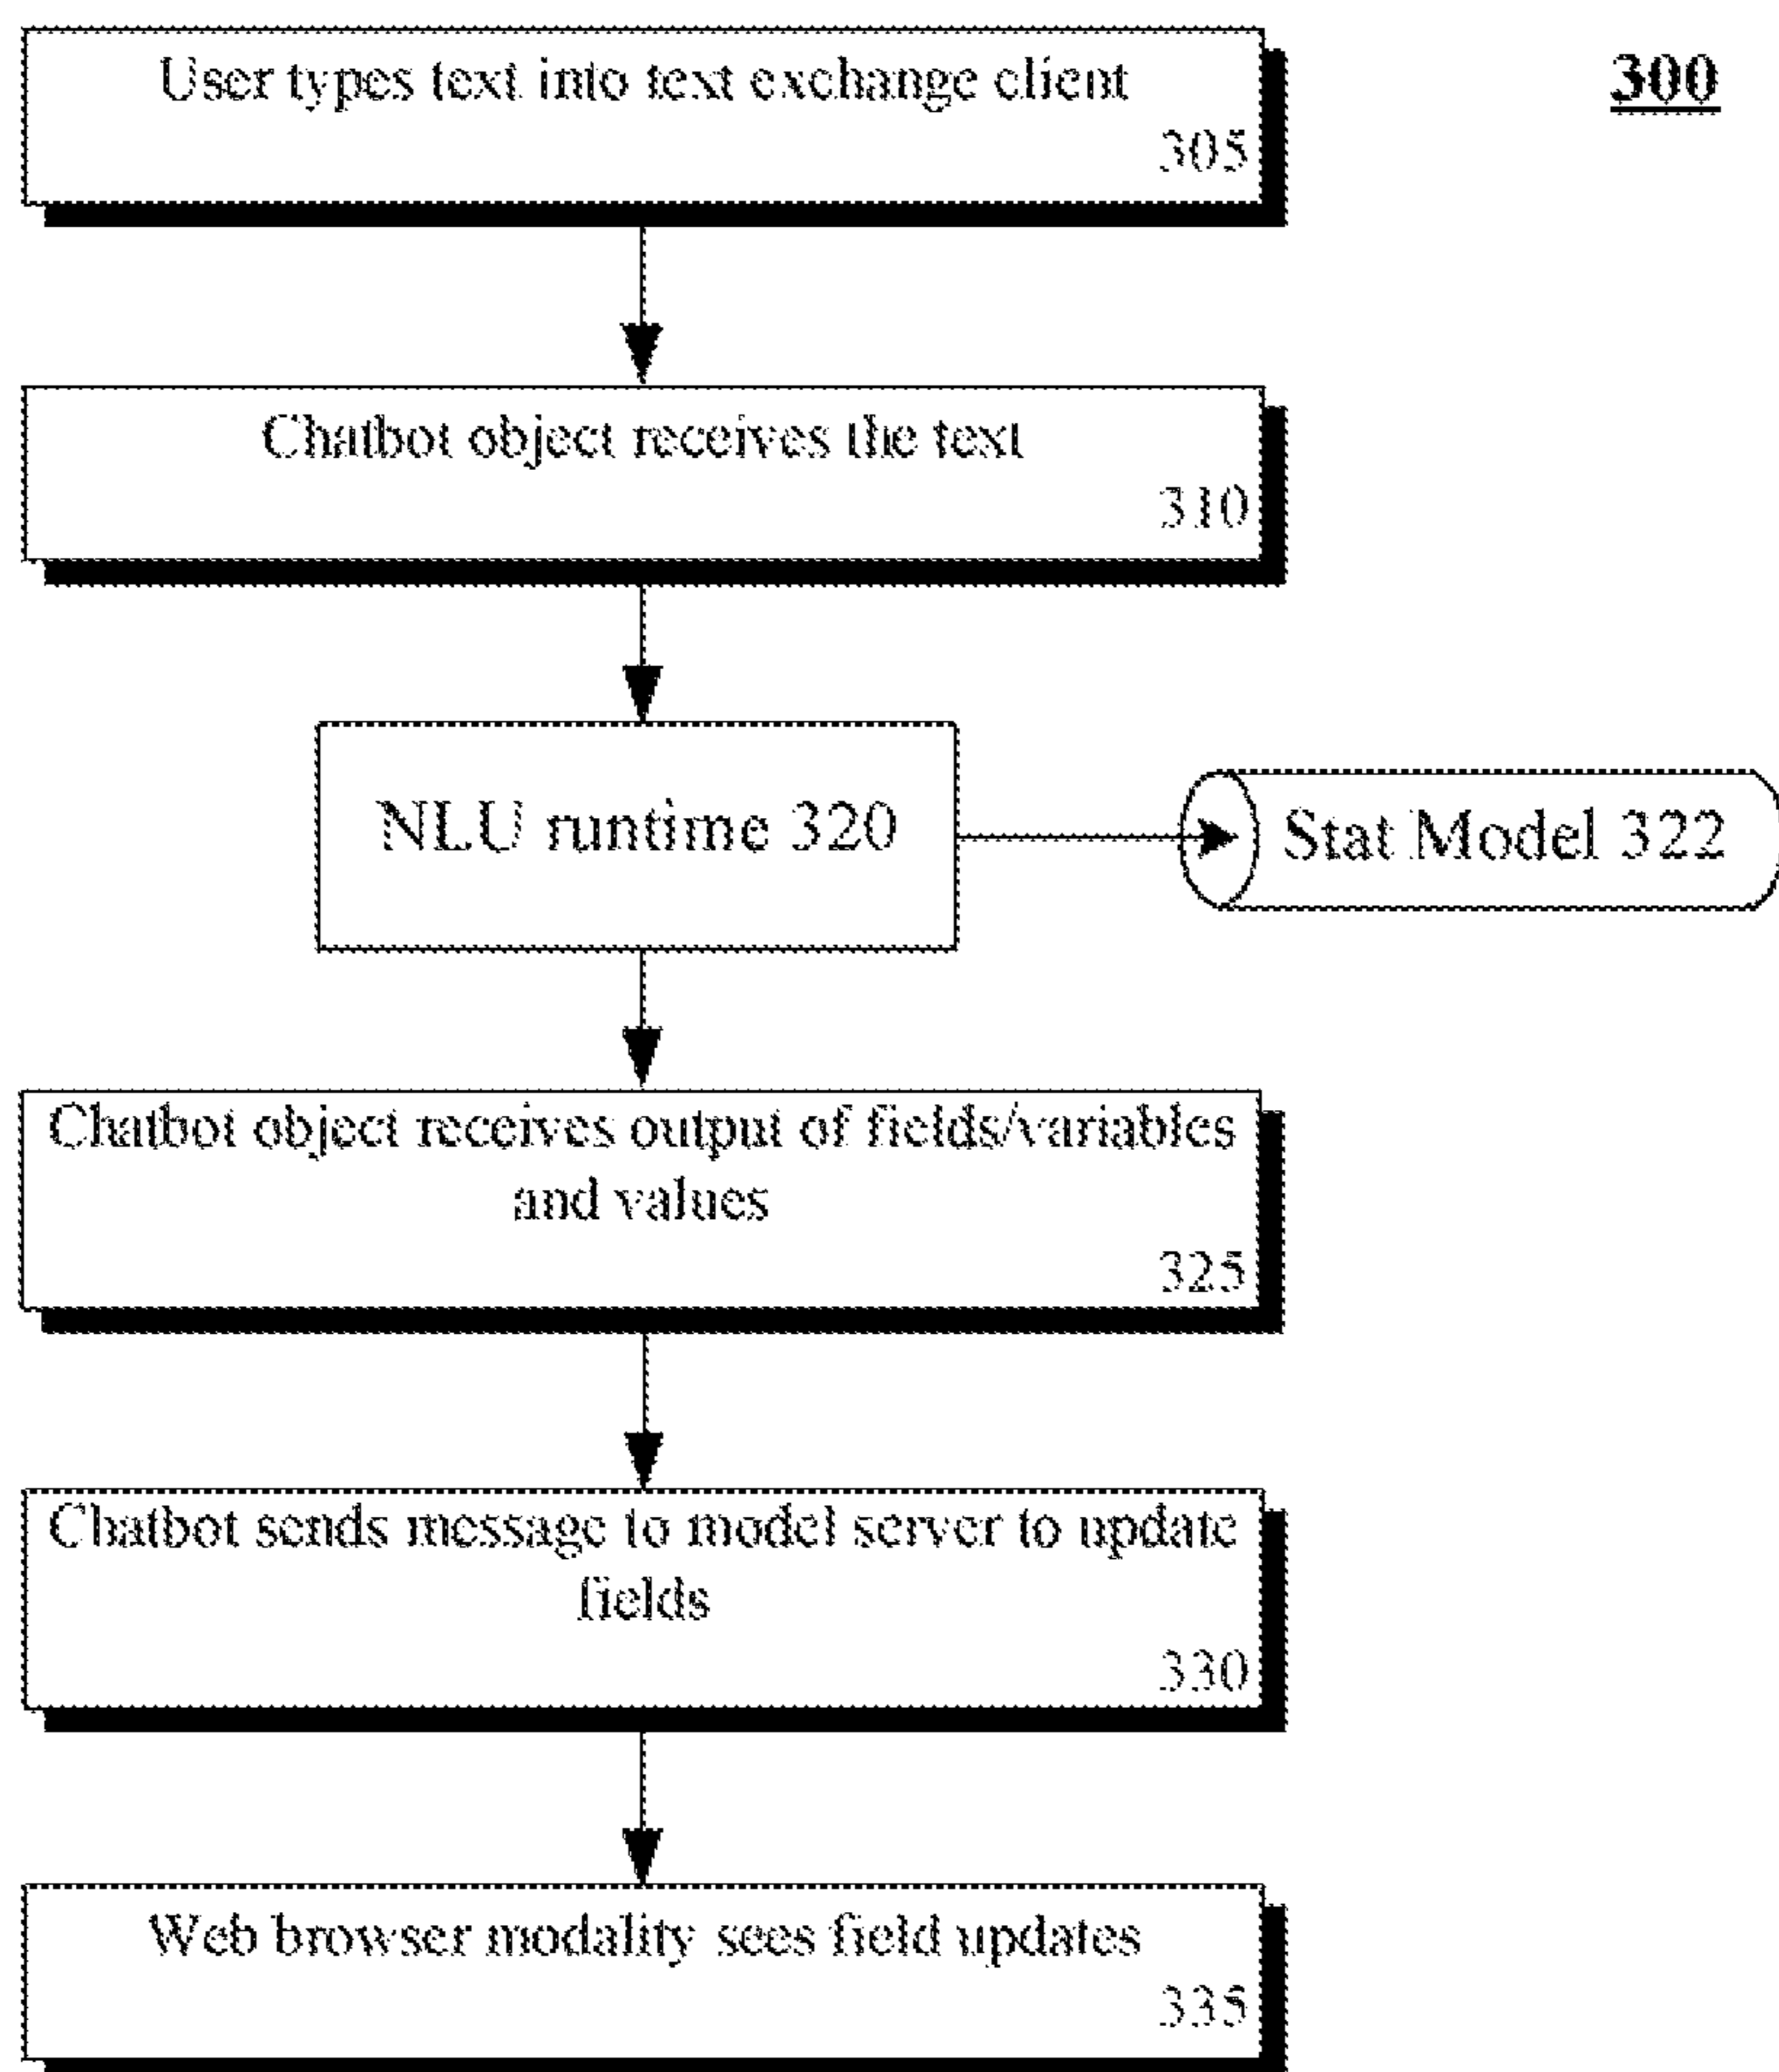 300
User types text into text exchange client
305
Chatbot object receives the text
310
NLU runtime 320
Stat Model 322
Chatbot object receives output of fields/variables
and values
325
Chatbot sends message to model server to update
fields
330
Web browser modality sees field updates
335